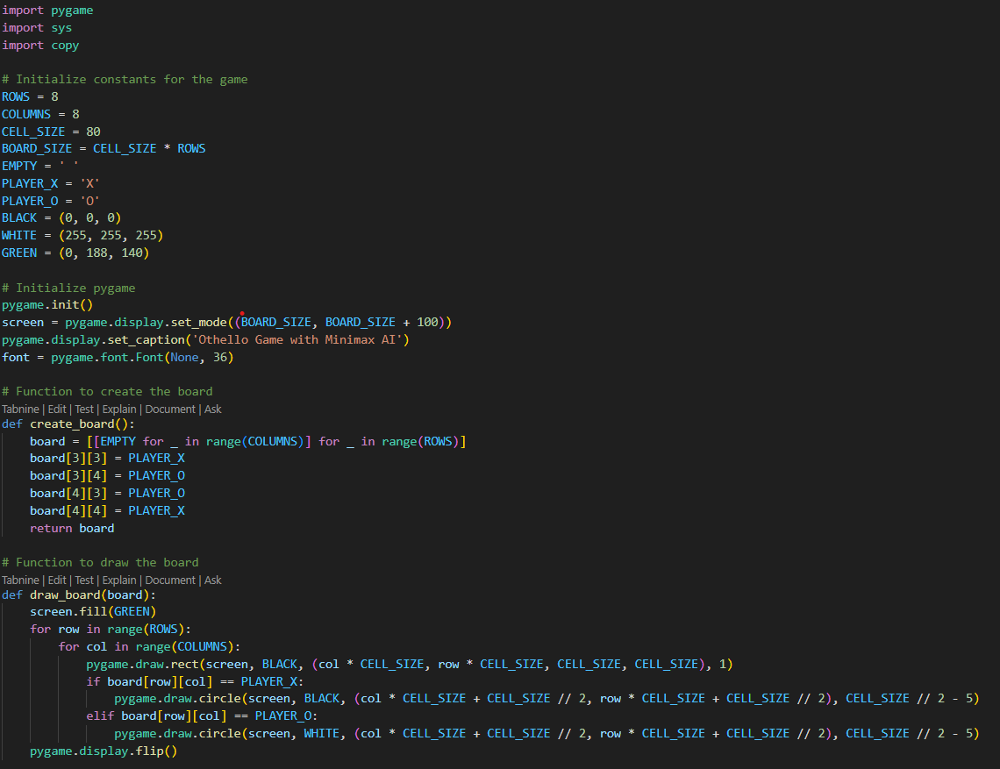 import pygame
import sys
import copy

# Initialize constants for the game
ROWS = 8
COLUMNS = 8
CELL_SIZE = 80
BOARD_SIZE = CELL_SIZE * ROWS
EMPTY = ' '
PLAYER_X = 'X'
PLAYER_O = 'O'
BLACK = (0, 0, 0)
WHITE = (255, 255, 255)
GREEN = (0, 188, 140)

# Initialize pygame
pygame.init()
screen = pygame.display.set_mode((BOARD_SIZE, BOARD_SIZE + 100))
pygame.display.set_caption('Othello Game with Minimax AI')
font = pygame.font.Font(None, 36)

# Function to create the board
Tabnine | Edit | Test | Explain | Document | Ask
def create_board():
    board = [[EMPTY for _ in range(COLUMNS)] for _ in range(ROWS)]
    board[3][3] = PLAYER_X
    board[3][4] = PLAYER_O
    board[4][3] = PLAYER_O
    board[4][4] = PLAYER_X
    return board

# Function to draw the board
Tabnine | Edit | Test | Explain | Document | Ask
def draw_board(board):
    screen.fill(GREEN)
    for row in range(ROWS):
        for col in range(COLUMNS):
            pygame.draw.rect(screen, BLACK, (col * CELL_SIZE, row * CELL_SIZE, CELL_SIZE, CELL_SIZE), 1)
            if board[row][col] == PLAYER_X:
                pygame.draw.circle(screen, BLACK, (col * CELL_SIZE + CELL_SIZE // 2, row * CELL_SIZE + CELL_SIZE // 2), CELL_SIZE // 2 - 5)
            elif board[row][col] == PLAYER_O:
                pygame.draw.circle(screen, WHITE, (col * CELL_SIZE + CELL_SIZE // 2, row * CELL_SIZE + CELL_SIZE // 2), CELL_SIZE // 2 - 5)
    pygame.display.flip()